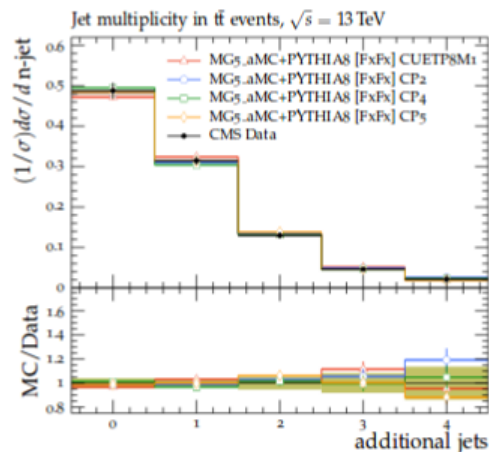 Jet multiplicity in tt̄ events, √s = 13 TeV
(1/σ)dσ/d n-jet
0.6
0.5
0.4
0.3
0.2
0.1
0
MG5_aMC+PYTHIA8 [FxFx] CUETP8M1
MG5_aMC+PYTHIA8 [FxFx] CP2
MG5_aMC+PYTHIA8 [FxFx] CP4
MG5_aMC+PYTHIA8 [FxFx] CP5
CMS Data
MC/Data
1.6
1.4
1.2
1
0.8
0 1 2 3 4
additional jets